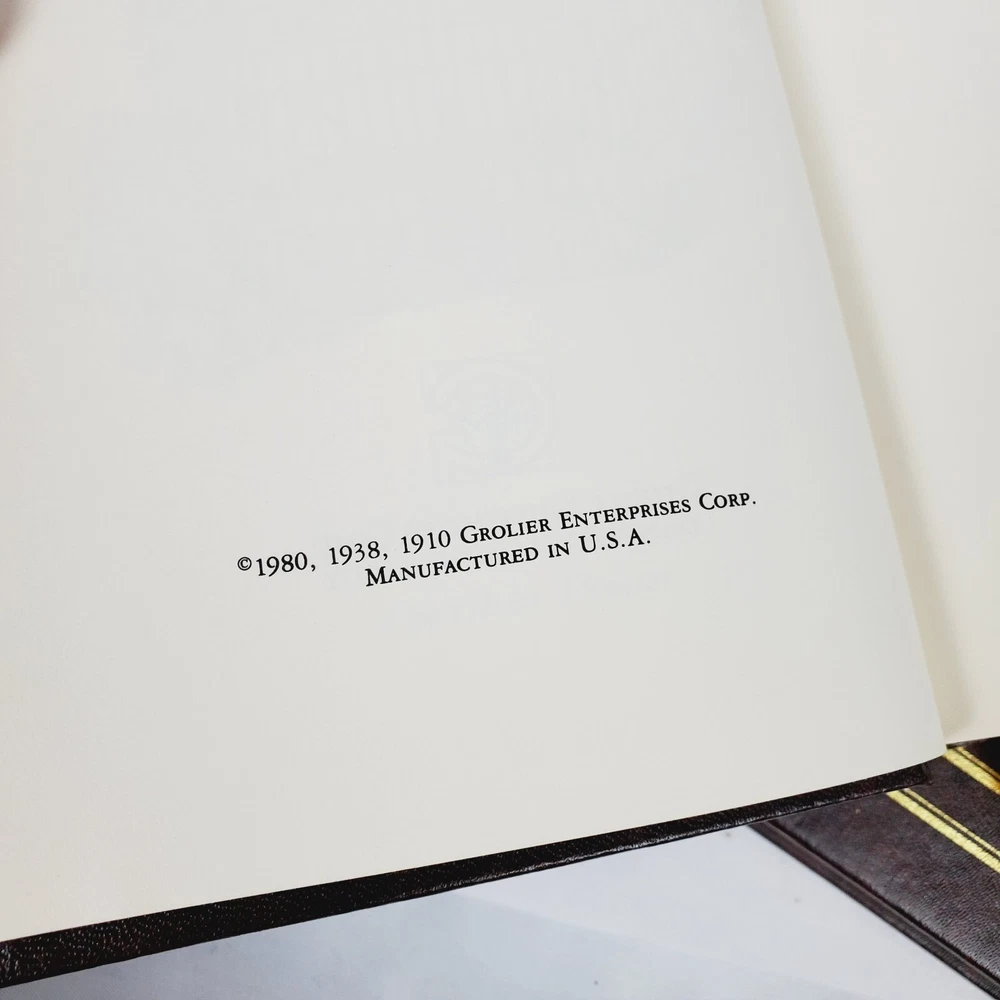 ©1980, 1938, 1910 Grolier Enterprises Corp.
Manufactured in U.S.A.